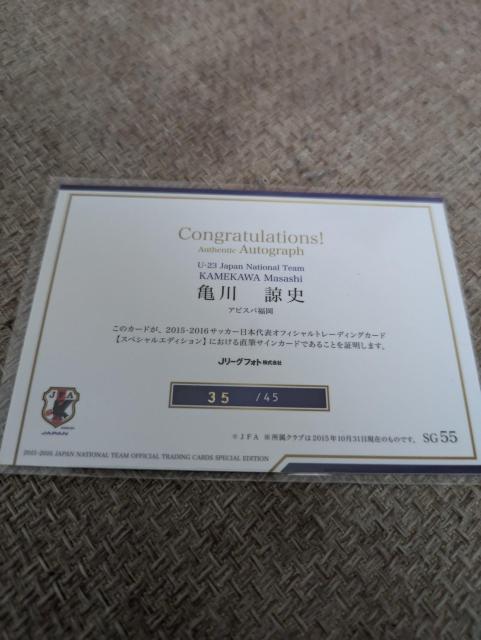 Congratulations!
Authentic Autograph
U-23 Japan National Team
KAMEKAWA Masashi
亀川 諒史
アビスパ福岡
このカードが、2015-2016サッカー日本代表オフィシャルトレーディングカード
【スペシャルエディション】における直筆サインカードであることを証明します。
Jリーグフォト株式会社
35 /45
JFA
JAPAN
©JFA ※所属クラブは2015年10月31日現在のものです。 SG 55
2015-2016 JAPAN NATIONAL TEAM OFFICIAL TRADING CARDS SPECIAL EDITION